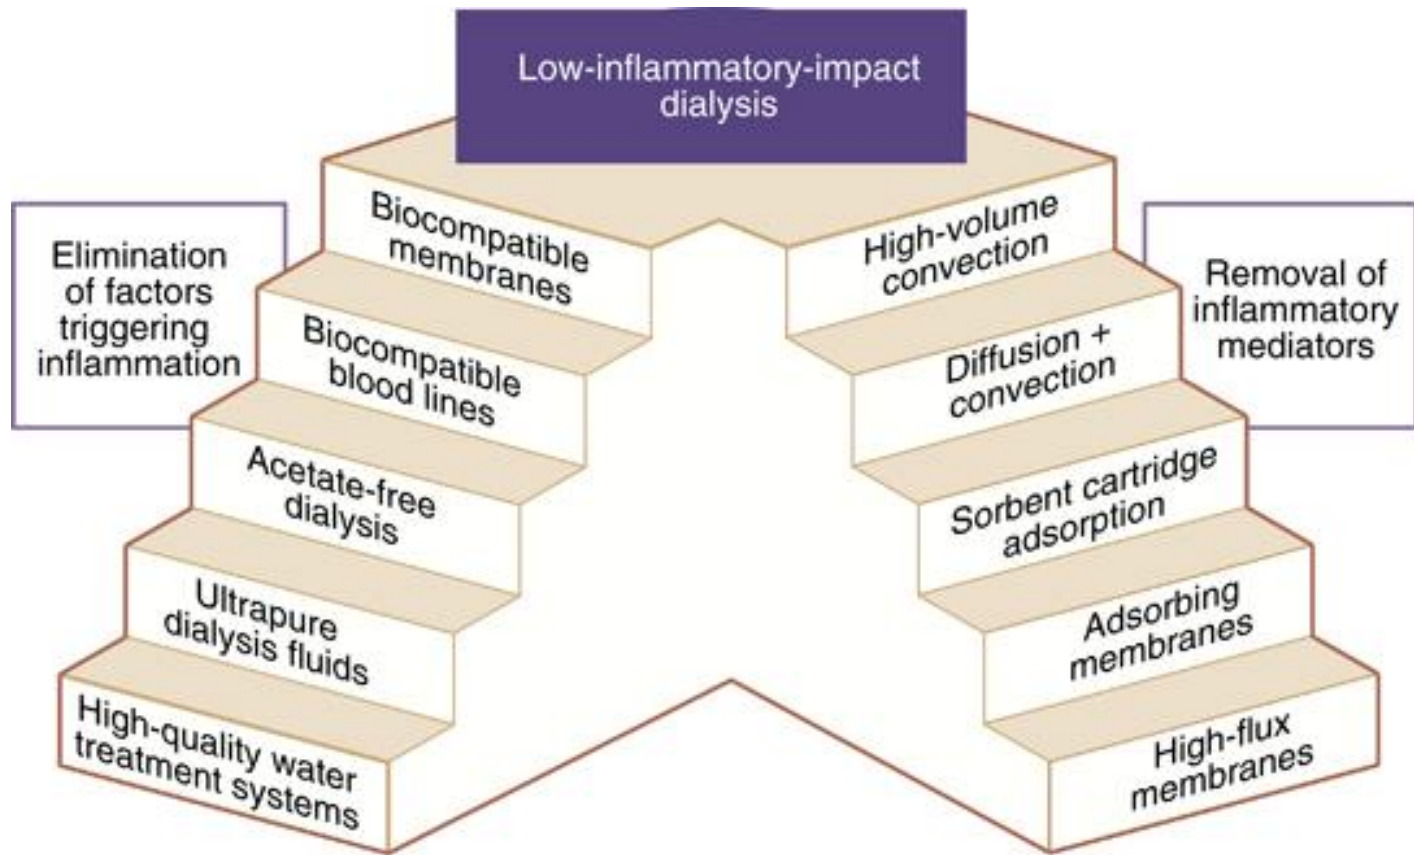 Low-inflammatory-impact
dialysis
Elimination
of factors
triggering
inflammation
Biocompatible
membranes
Biocompatible
blood lines
Acetate-free
dialysis
Ultrapure
dialysis fluids
High-quality water
treatment systems
High-volume
convection
Diffusion +
convection
Sorbent cartridge
adsorption
Adsorbing
membranes
High-flux
membranes
Removal of
inflammatory
mediators